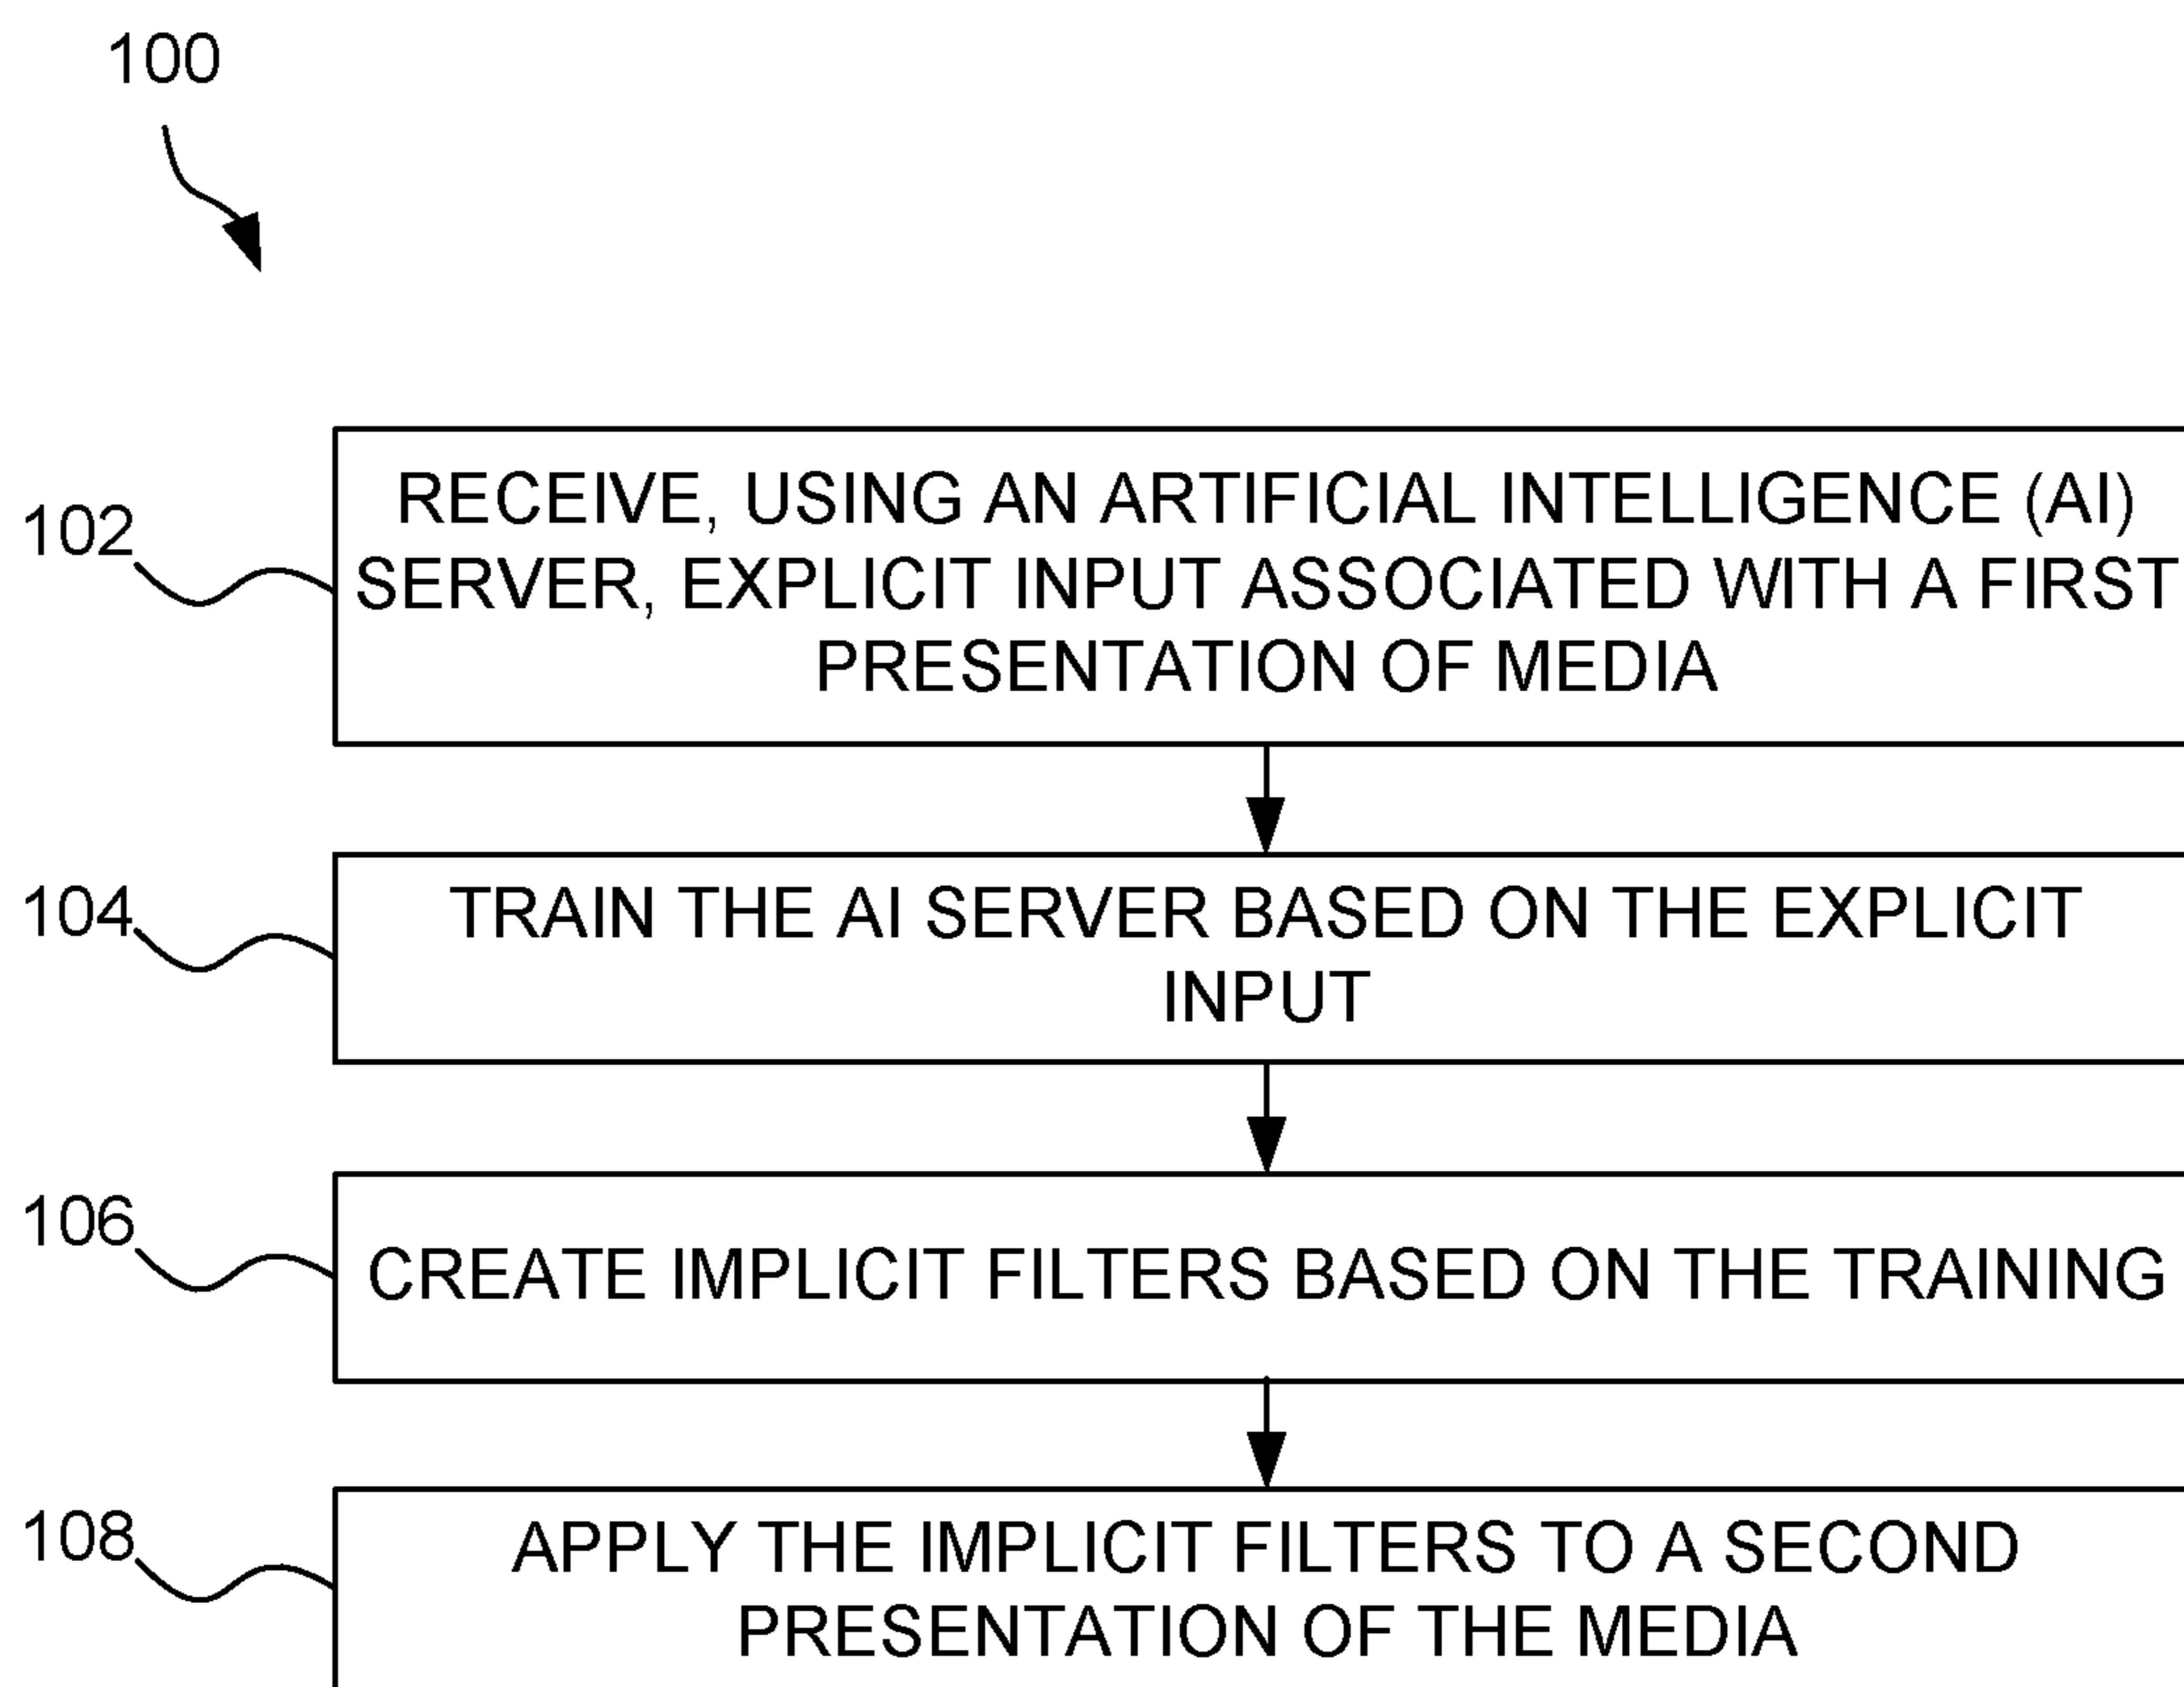 100
102
RECEIVE, USING AN ARTIFICIAL INTELLIGENCE (AI)
SERVER, EXPLICIT INPUT ASSOCIATED WITH A FIRST
PRESENTATION OF MEDIA
104
TRAIN THE AI SERVER BASED ON THE EXPLICIT
INPUT
106
CREATE IMPLICIT FILTERS BASED ON THE TRAINING
108
APPLY THE IMPLICIT FILTERS TO A SECOND
PRESENTATION OF THE MEDIA